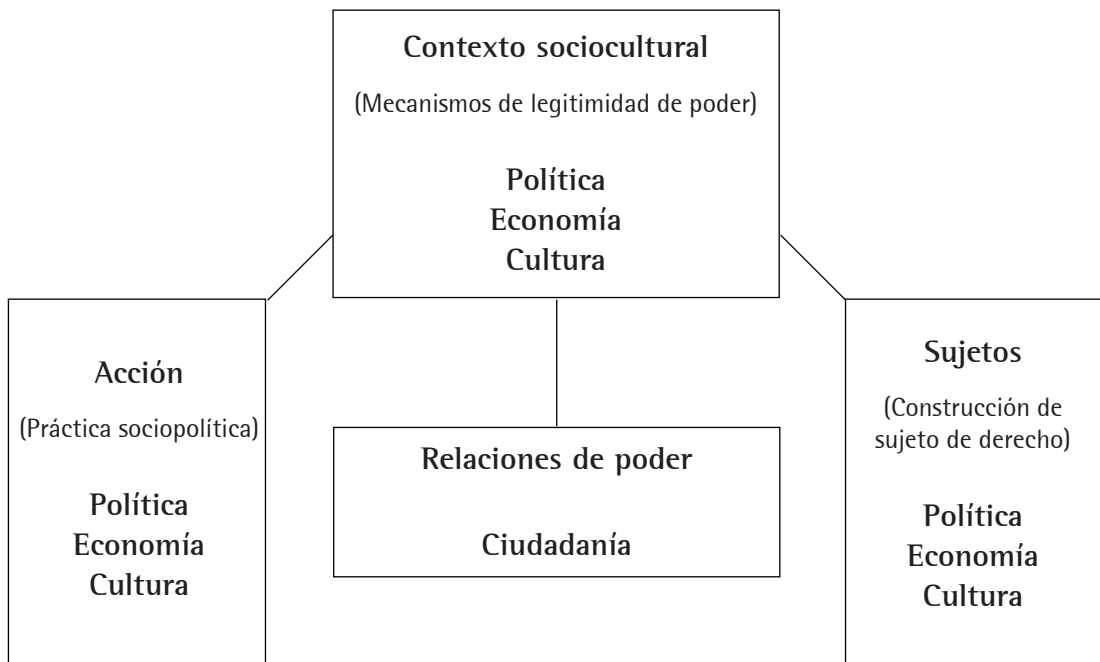 Contexto sociocultural
(Mecanismos de legitimidad de poder)
Política
Economía
Cultura
Acción
(Práctica sociopolítica)
Política
Economía
Cultura
Relaciones de poder
Ciudadanía
Sujetos
(Construcción de
sujeto de derecho)
Política
Economía
Cultura